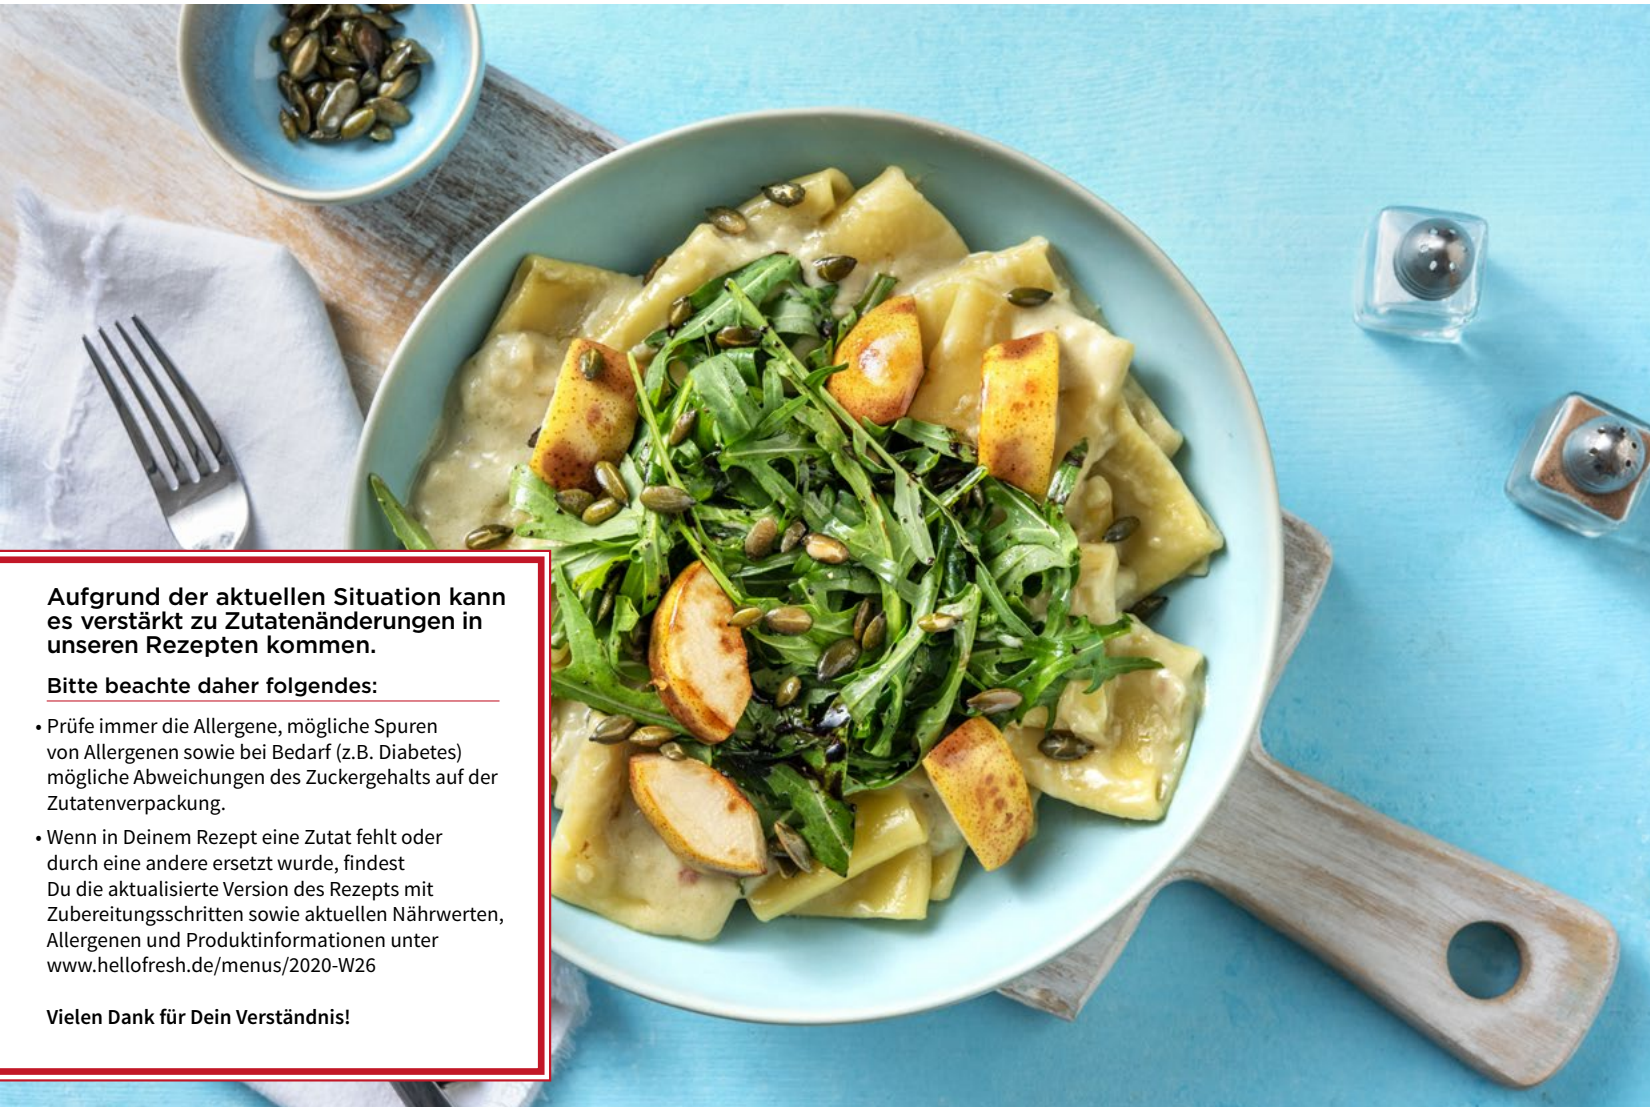 Aufgrund der aktuellen Situation kann
es verstärkt zu Zutatenänderungen in
unseren Rezepten kommen.
Bitte beachte daher folgendes:
• Prüfe immer die Allergene, mögliche Spuren
von Allergenen sowie bei Bedarf (z.B. Diabetes)
mögliche Abweichungen des Zuckergehalts auf der
Zutatenverpackung.
• Wenn in Deinem Rezept eine Zutat fehlt oder
durch eine andere ersetzt wurde, findest
Du die aktualisierte Version des Rezepts mit
Zubereitungsschritten sowie aktuellen Nährwerten,
Allergenen und Produktinformationen unter
www.hellofresh.de/menus/2020-W26
Vielen Dank für Dein Verständnis!